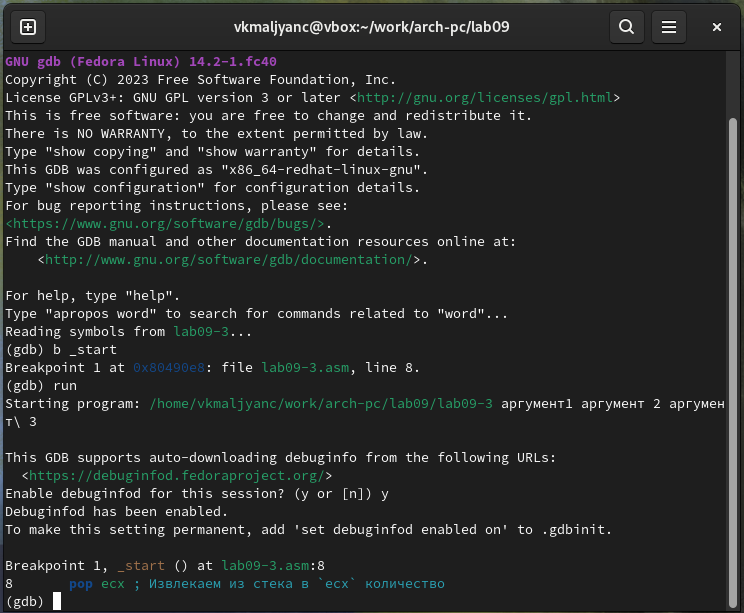 vkmaljyanc@vbox:~/work/arch-pc/lab09
GNU gdb (Fedora Linux) 14.2-1.fc40
Copyright (C) 2023 Free Software Foundation, Inc.
License GPLv3+: GNU GPL version 3 or later <http://gnu.org/licenses/gpl.html>
This is free software: you are free to change and redistribute it.
There is NO WARRANTY, to the extent permitted by law.
Type "show copying" and "show warranty" for details.
This GDB was configured as "x86_64-redhat-linux-gnu".
Type "show configuration" for configuration details.
For bug reporting instructions, please see:
<https://www.gnu.org/software/gdb/bugs/>.
Find the GDB manual and other documentation resources online at:
    <http://www.gnu.org/software/gdb/documentation/>.

For help, type "help".
Type "apropos word" to search for commands related to "word"...
Reading symbols from lab09-3...
(gdb) b _start
Breakpoint 1 at 0x80490e8: file lab09-3.asm, line 8.
(gdb) run
Starting program: /home/vkmaljyanc/work/arch-pc/lab09/lab09-3 аргумент1 аргумент 2 аргумен
т\ 3

This GDB supports auto-downloading debuginfo from the following URLs:
  <https://debuginfod.fedoraproject.org/>
Enable debuginfod for this session? (y or [n]) y
Debuginfod has been enabled.
To make this setting permanent, add 'set debuginfod enabled on' to .gdbinit.

Breakpoint 1, _start () at lab09-3.asm:8
8       pop ecx ; Извлекаем из стека в `ecx` количество
(gdb)